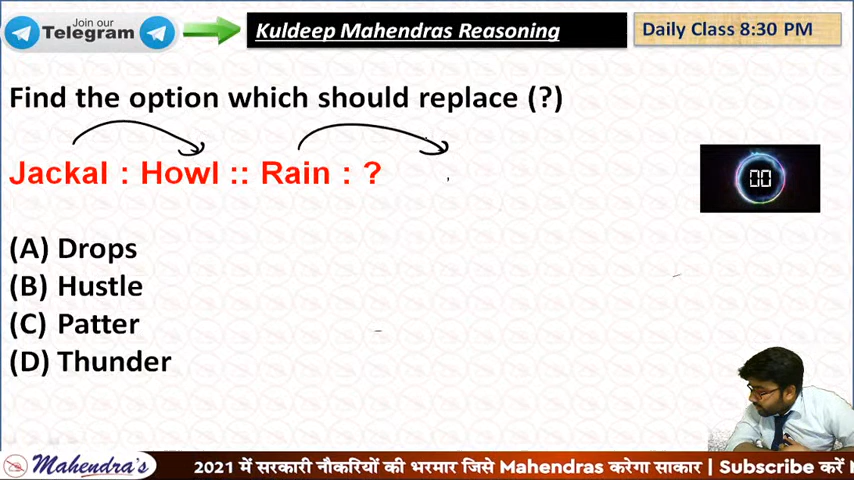 Join our
Telegram
Kuldeep Mahendras Reasoning
Daily Class 8:30 PM
Find the option which should replace (?)
Jackal : Howl :: Rain : ?
00
(A) Drops
(B) Hustle
(C) Patter
(D) Thunder
Mahendra's
2021 में सरकारी नौकरियों की भरमार जिसे Mahendras करेगा साकार | Subscribe करें